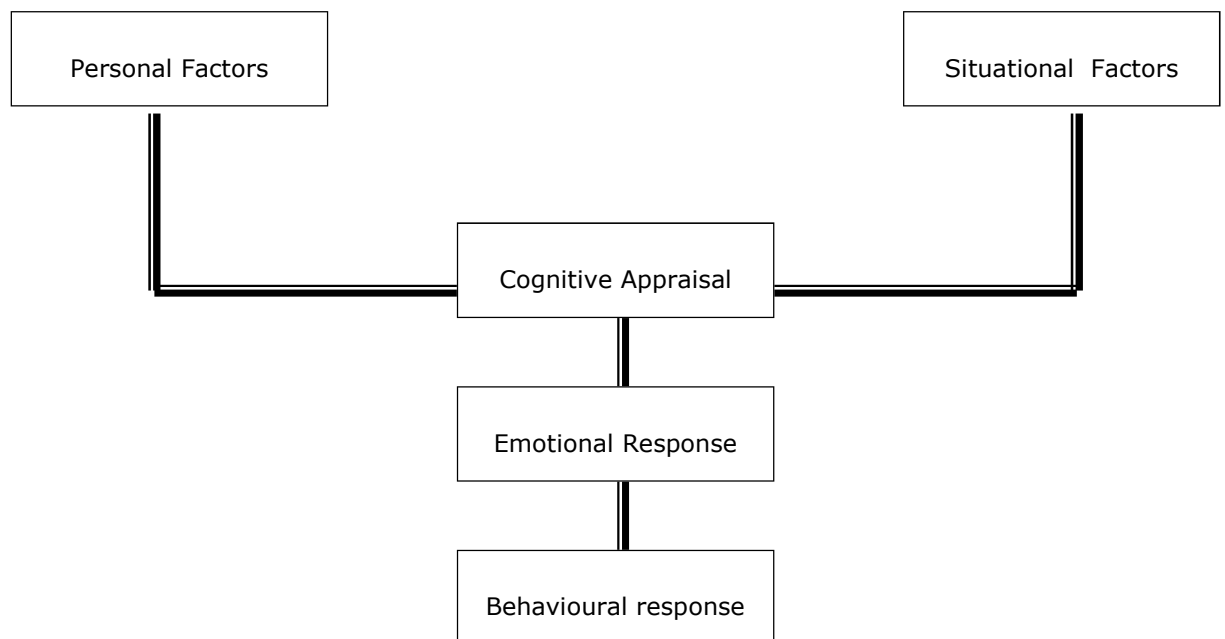 Personal Factors
Situational  Factors
Cognitive Appraisal
Emotional Response
Behavioural response